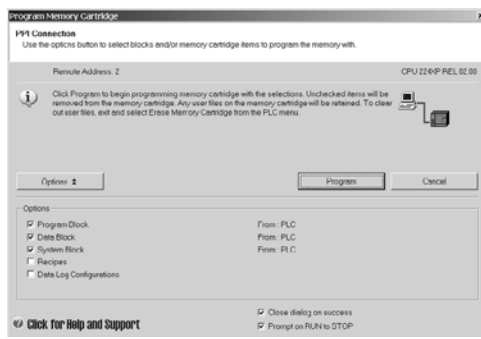 Program Memory Cartridge
PPI Connection
Use the options button to select blocks and/or memory cartridge items to program the memory with.
Remote Address: 2 CPU 224XP REL 02.00
Click Program to begin programming memory cartridge with the selections. Unchecked items will be
removed from the memory cartridge. Any user files on the memory cartridge will be retained. To clear
out user files, exit and select Erase Memory Cartridge from the PLC menu.
Options Program Cancel
Options
Program Block From: PLC
Data Block From: PLC
System Block From: PLC
Recipes
Data Log Configurations
Close dialog on success
Click for Help and Support
Prompt on RUN to STOP